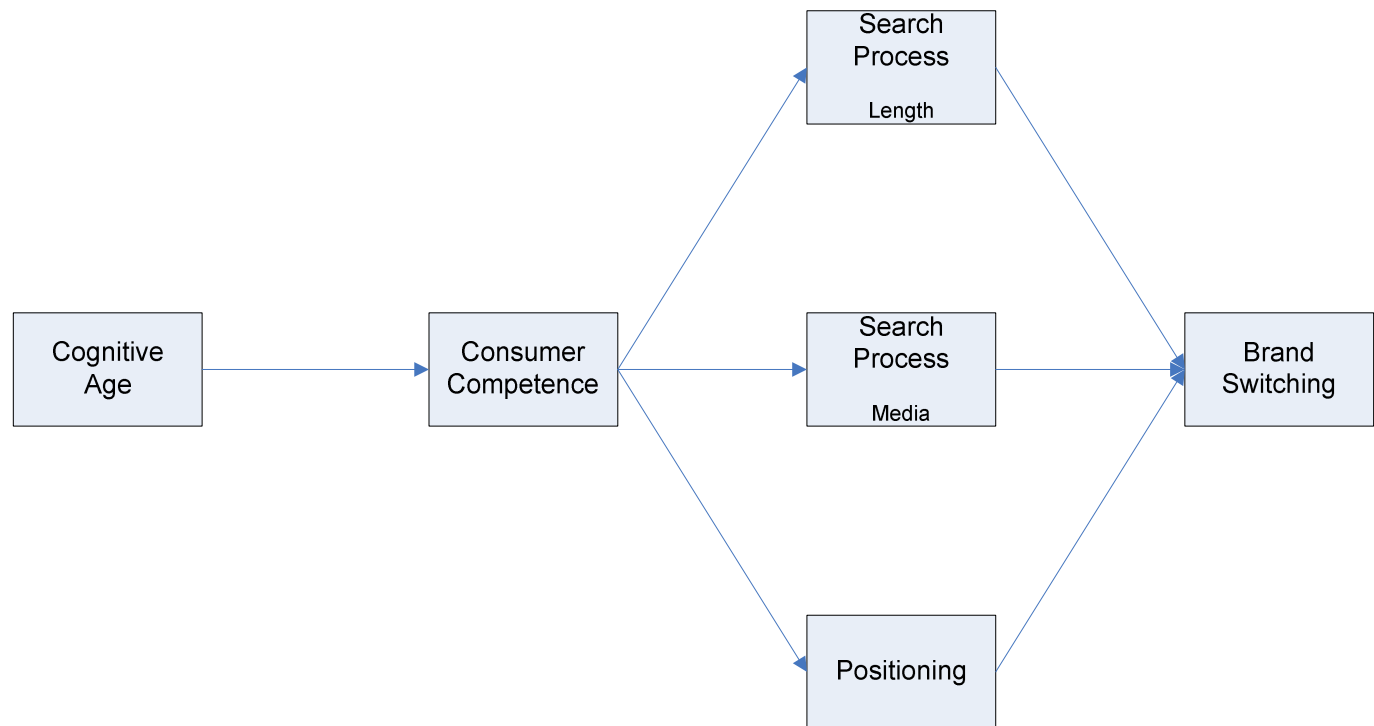 Cognitive
Age
Consumer
Competence
Search
Process
Length
Search
Process
Media
Positioning
Brand
Switching